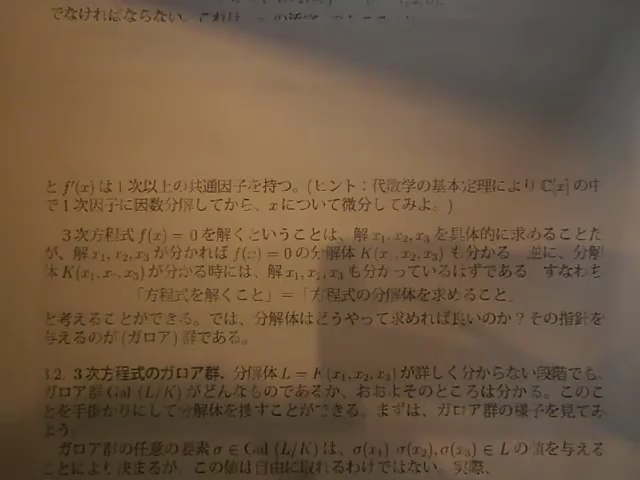 でなければならない
と f′(x) は1次以上の共通因子を持つ。(ヒント：代数学の基本定理により ℂ[x] の中
で1次因子に因数分解してから、x について微分してみよ。)
3次方程式 f(x) = 0 を解くということは、解 x₁, x₂, x₃ を具体的に求めることだ
が、解 x₁, x₂, x₃ が分かれば f(x) = 0 の分解体 K(x₁, x₂, x₃) も分かる 逆に、分解
体 K(x₁, x₂, x₃) が分かる時には、解 x₁, x₂, x₃ も分かっているはずである すなわち
「方程式を解くこと」=「方程式の分解体を求めること」
と考えることができる。では、分解体はどうやって求めれば良いのか？その指針を
与えるのが (ガロア) 群である。
3.2. 3次方程式のガロア群. 分解体 L = K(x₁, x₂, x₃) が詳しく分からない段階でも、
ガロア群 Gal (L/K) がどんなものであるか、おおよそのところは分かる。このこ
とを手掛かりにして分解体を探すことができる。まずは、ガロア群の様子を見てみ
よう。
ガロア群の任意の要素 σ ∈ Gal (L/K) は、σ(x₁) σ(x₂), σ(x₃) ∈ L の値を与える
ことにより決まるが、この値は自由に取れるわけではない 実際、